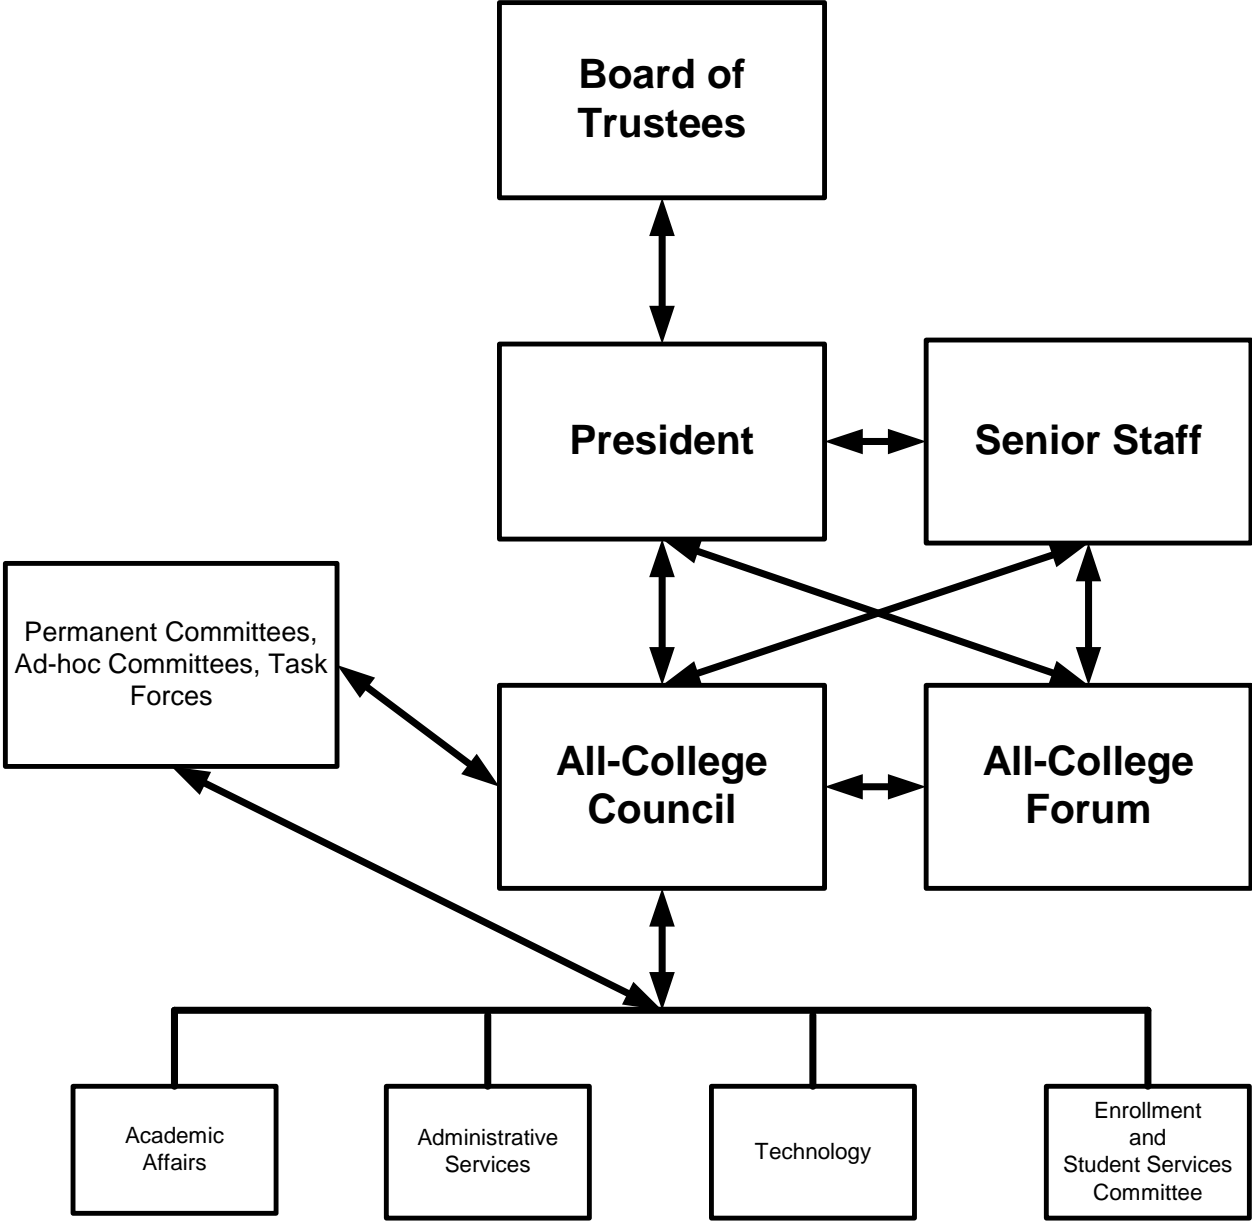 Board of
Trustees
President
Senior Staff
Permanent Committees,
Ad-hoc Committees, Task
Forces
All-College
Council
All-College
Forum
Academic
Affairs
Administrative
Services
Technology
Enrollment
and
Student Services
Committee